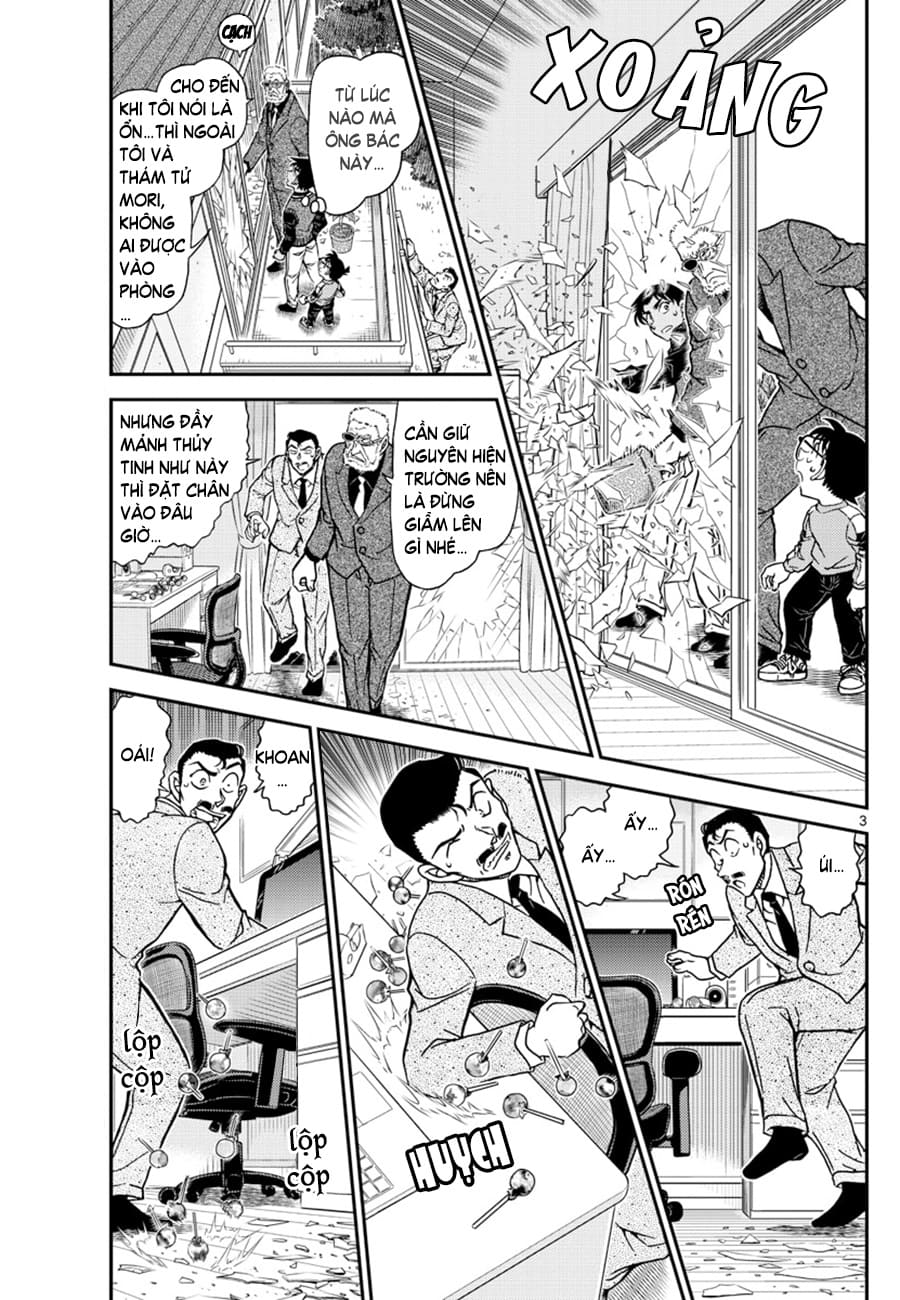 XOẢNG
TỪ LÚC
NÀO MÀ
ÔNG BÁC
NÀY...
CẠCH
CHO ĐẾN
KHI TÔI NÓI LÀ
ỔN...THÌ NGOÀI
TÔI VÀ
THÁM TỬ
MORI,
KHÔNG
AI ĐƯỢC
VÀO
PHÒNG
...
CẦN GIỮ
NGUYÊN HIỆN
TRƯỜNG NÊN
LÀ ĐỪNG
GIẪM LÊN
GÌ NHÉ...
NHƯNG ĐẦY
MẢNH THỦY
TINH NHƯ NÀY
THÌ ĐẶT CHÂN
VÀO ĐÂU
GIỜ...
3
ÚI...
RÓN
RÉN
ẤY...
ẤY...
HUỴCH
KHOAN
...
OÁI!
lộp
cộp
lộp
cộp